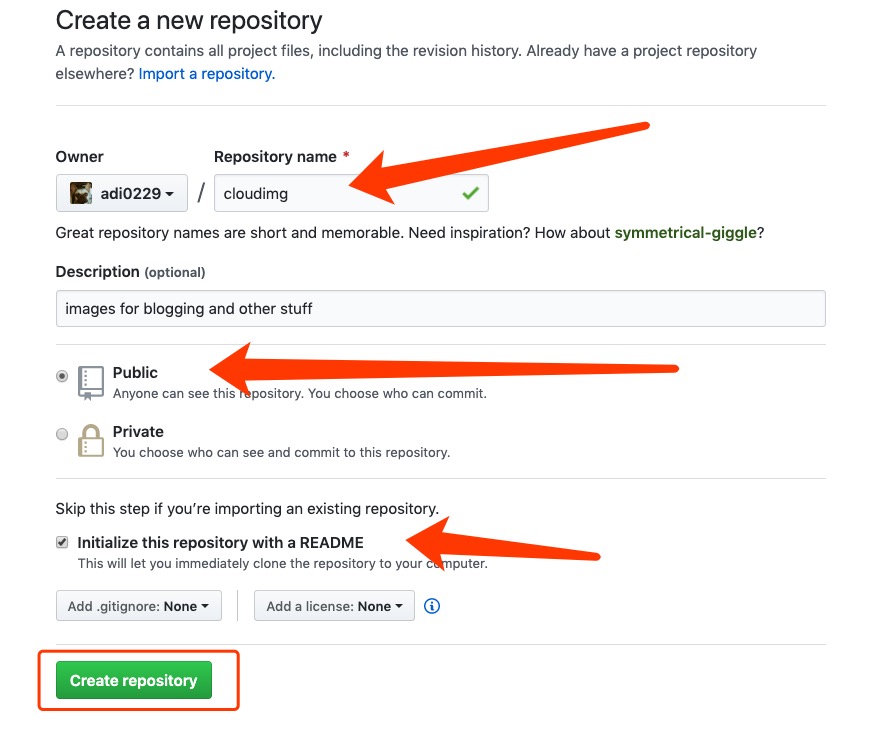 Create a new repository
A repository contains all project files, including the revision history. Already have a project repository
elsewhere? Import a repository.
Owner
Repository name *
adi0229 / cloudimg
Great repository names are short and memorable. Need inspiration? How about symmetrical-giggle?
Description (optional)
images for blogging and other stuff
Public
Anyone can see this repository. You choose who can commit.
Private
You choose who can see and commit to this repository.
Skip this step if you’re importing an existing repository.
Initialize this repository with a README
This will let you immediately clone the repository to your computer.
Add .gitignore: None
Add a license: None
Create repository